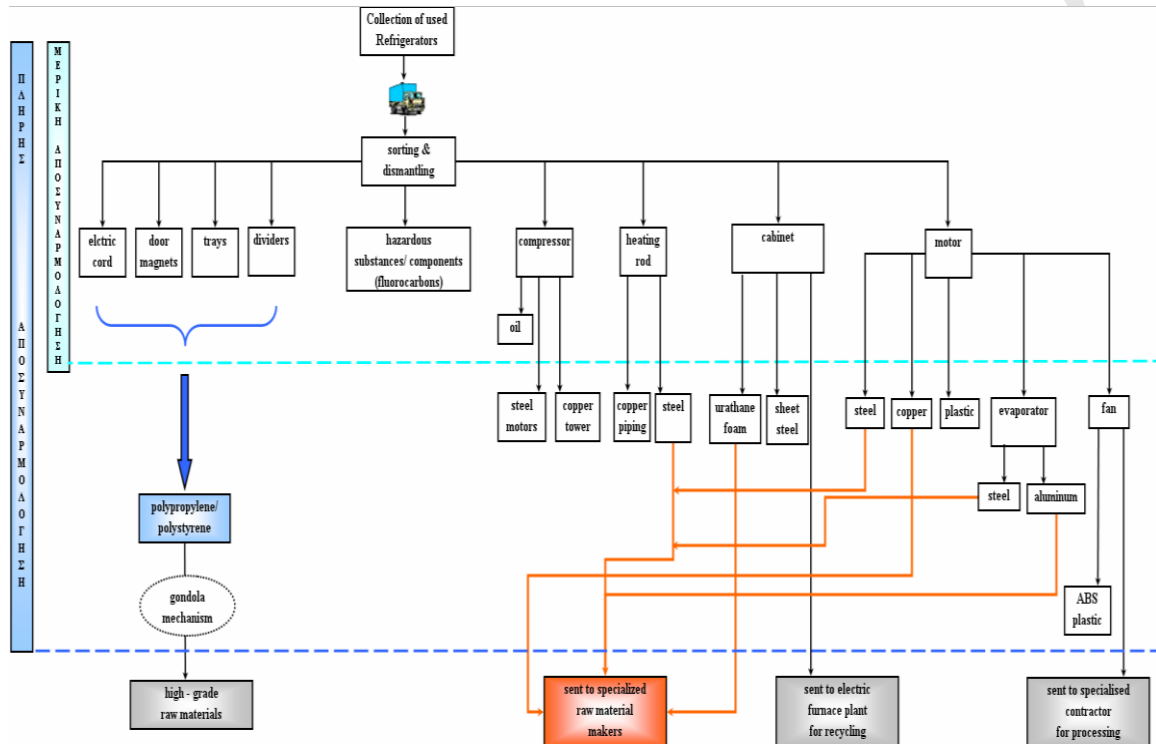 Collection of used
Refrigerators
ΠΛΗΡΗΣ ΑΠΟΣΥΝΑΡΜΟΛΟΓΗΣΗ
ΜΕΡΙΚΗ ΑΠΟΣΥΝΑΡΜΟΛΟΓΗΣΗ
sorting &
dismantling
elctric
cord
door
magnets
trays
dividers
hazardous
substances/ components
(fluorocarbons)
compressor
heating
rod
cabinet
motor
oil
steel
motors
copper
tower
copper
piping
steel
urathane
foam
sheet
steel
steel
copper
plastic
evaporator
fan
steel
aluminum
polypropylene/
polystyrene
gondola
mechanism
ABS
plastic
high - grade
raw materials
sent to specialized
raw material
makers
sent to electric
furnace plant
for recycling
sent to specialised
contractor
for processing